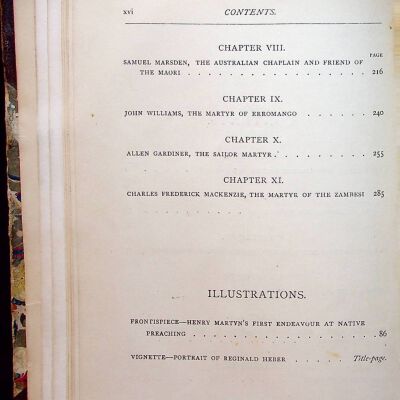 xvi CONTENTS.
CHAPTER VIII.
PAGE
SAMUEL MARSDEN, THE AUSTRALIAN CHAPLAIN AND FRIEND OF
THE MAORI . . . . . . . . . . . . . 216
CHAPTER IX.
JOHN WILLIAMS, THE MARTYR OF ERROMANGO . . . . . . 240
CHAPTER X.
ALLEN GARDINER, THE SAILOR MARTYR . . . . . . . . 255
CHAPTER XI.
CHARLES FREDERICK MACKENZIE, THE MARTYR OF THE ZAMBESI 285
ILLUSTRATIONS.
FRONTISPIECE—HENRY MARTYN'S FIRST ENDEAVOUR AT NATIVE
PREACHING . . . . . . . . . . . . . 86
VIGNETTE—PORTRAIT OF REGINALD HEBER . . . . . Title-page.